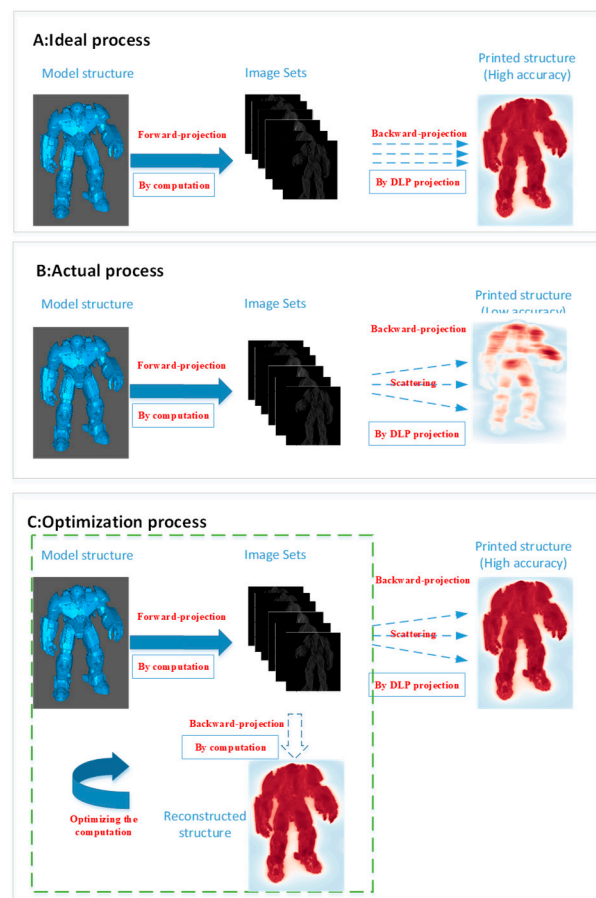 A:Ideal process
Model structure
Image Sets
Printed structure
(High accuracy)
Forward-projection
By computation
Backward-projection
By DLP projection
B:Actual process
Model structure
Image Sets
Printed structure
(Low accuracy)
Forward-projection
By computation
Backward-projection
Scattering
By DLP projection
C:Optimization process
Model structure
Image Sets
Printed structure
(High accuracy)
Forward-projection
By computation
Backward-projection
Scattering
By DLP projection
Backward-projection
By computation
Optimizing the
computation
Reconstructed
structure